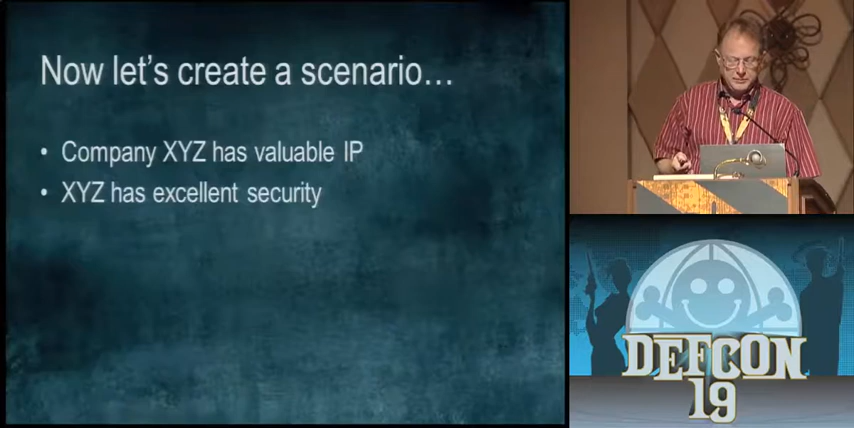 Now let's create a scenario…
• Company XYZ has valuable IP
• XYZ has excellent security
DEFCON
19